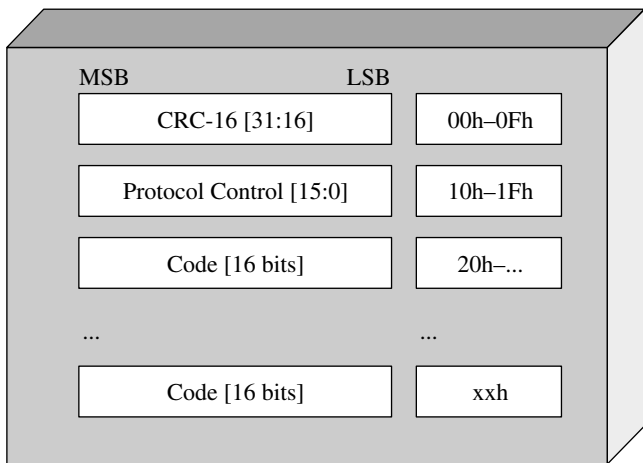 MSB LSB
CRC-16 [31:16] 00h–0Fh
Protocol Control [15:0] 10h–1Fh
Code [16 bits] 20h–...
... ...
Code [16 bits] xxh